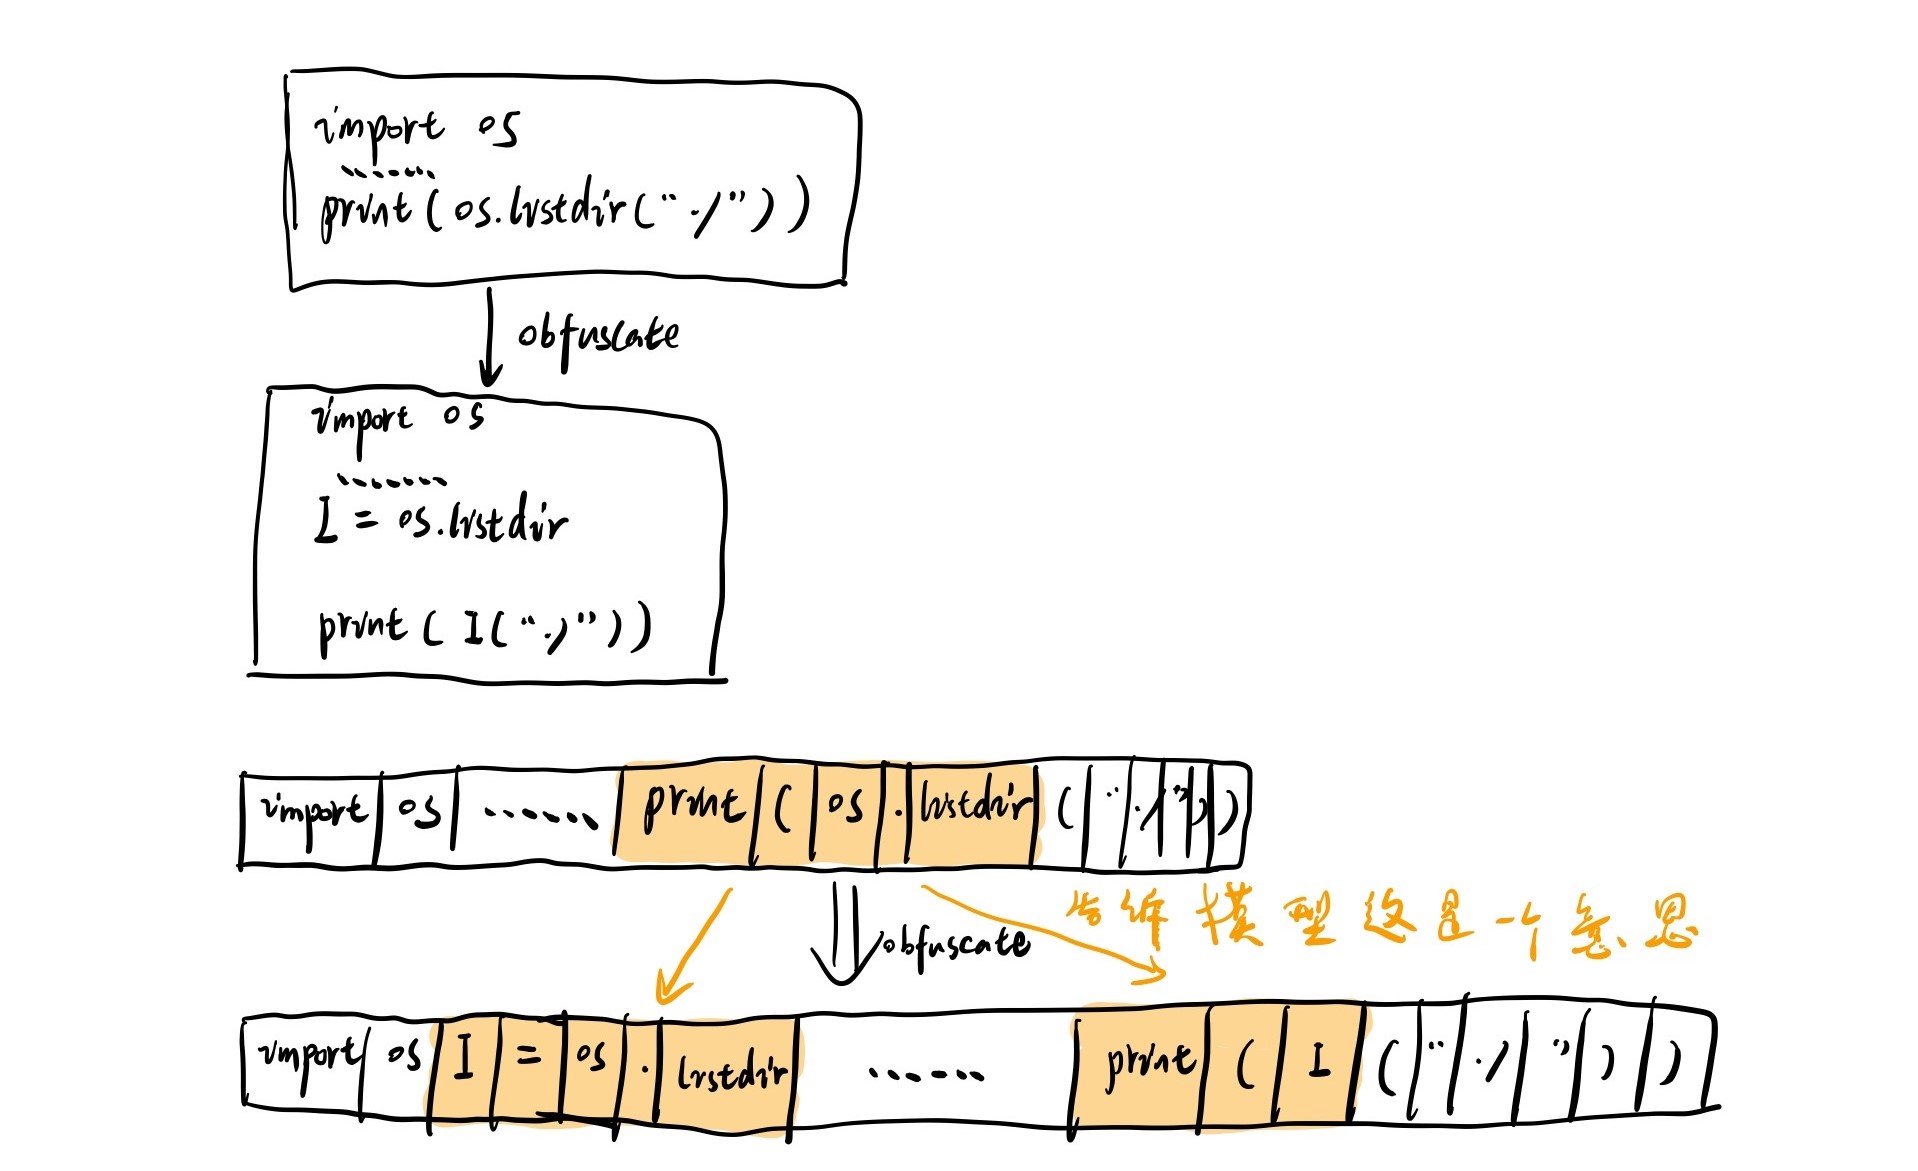 import os
.......
print(os.listdir("./"))
obfuscate
import os
.......
I = os.listdir
print(I("./"))
import os ...... print ( os . listdir ( " ./ " ) )
告诉模型这是一个意思
obfuscate
import os I = os . listdir ...... print ( I ( " ./ " ) )